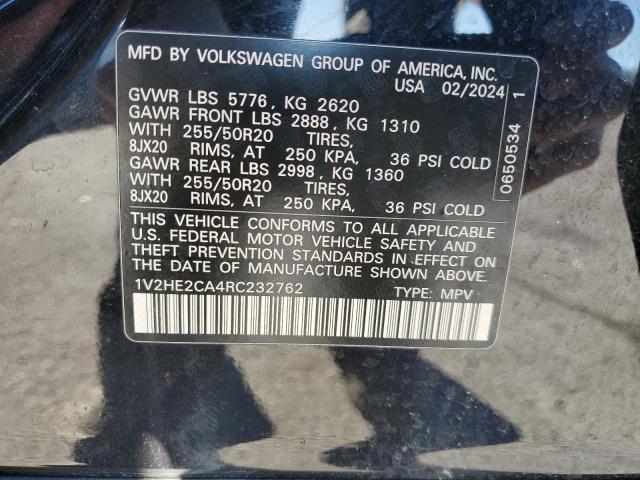 MFD BY VOLKSWAGEN GROUP OF AMERICA, INC.
USA 02/2024
GVWR LBS 5776, KG 2620
GAWR FRONT LBS 2888, KG 1310
WITH 255/50R20 TIRES,
8JX20 RIMS, AT 250 KPA, 36 PSI COLD
GAWR REAR LBS 2998, KG 1360
WITH 255/50R20 TIRES,
8JX20 RIMS, AT 250 KPA, 36 PSI COLD
THIS VEHICLE CONFORMS TO ALL APPLICABLE
U.S. FEDERAL MOTOR VEHICLE SAFETY AND
THEFT PREVENTION STANDARDS IN EFFECT ON
THE DATE OF MANUFACTURE SHOWN ABOVE.
1V2HE2CA4RC232762 TYPE: MPV
0650534 1